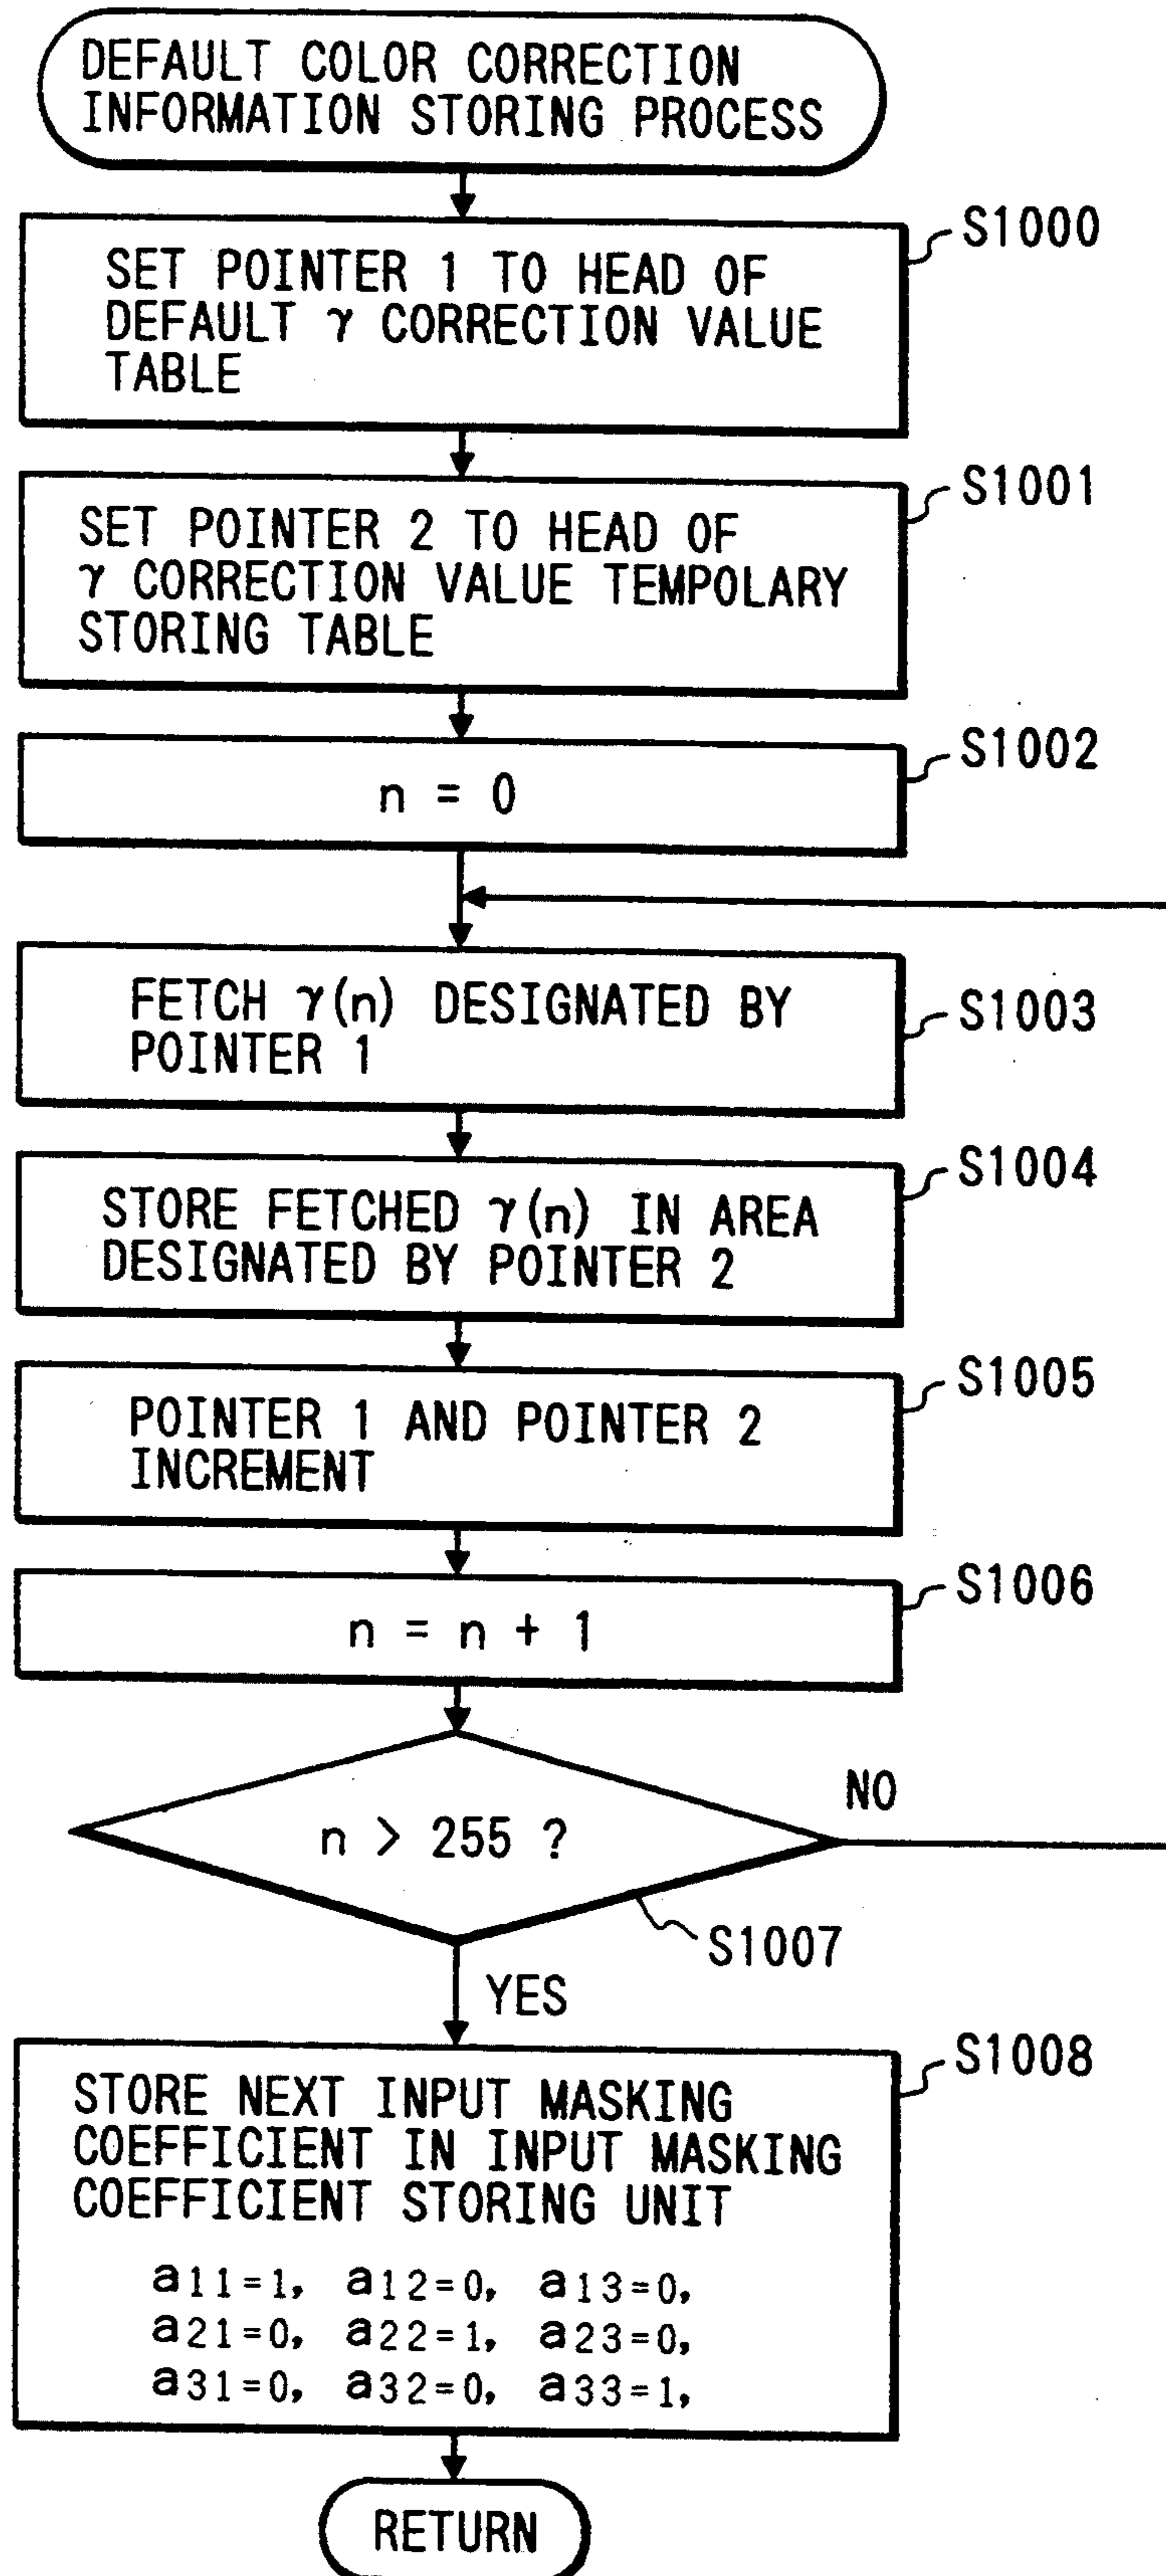 DEFAULT COLOR CORRECTION
INFORMATION STORING PROCESS
S1000
SET POINTER 1 TO HEAD OF
DEFAULT γ CORRECTION VALUE
TABLE
S1001
SET POINTER 2 TO HEAD OF
γ CORRECTION VALUE TEMPOLARY
STORING TABLE
S1002
n = 0
S1003
FETCH γ(n) DESIGNATED BY
POINTER 1
S1004
STORE FETCHED γ(n) IN AREA
DESIGNATED BY POINTER 2
S1005
POINTER 1 AND POINTER 2
INCREMENT
S1006
n = n + 1
NO
n > 255 ?
S1007
YES
S1008
STORE NEXT INPUT MASKING
COEFFICIENT IN INPUT MASKING
COEFFICIENT STORING UNIT
a11=1, a12=0, a13=0,
a21=0, a22=1, a23=0,
a31=0, a32=0, a33=1,
RETURN